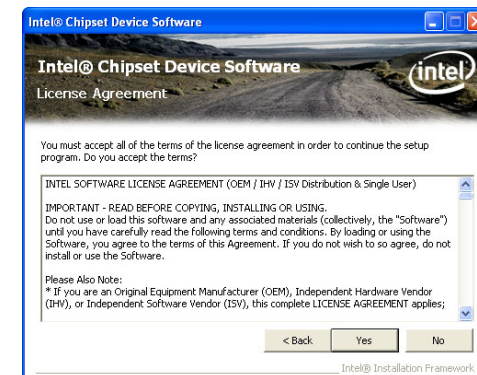 Intel® Chipset Device Software
Intel® Chipset Device Software
(intel)
License Agreement
You must accept all of the terms of the license agreement in order to continue the setup
program. Do you accept the terms?
INTEL SOFTWARE LICENSE AGREEMENT (OEM / IHV / ISV Distribution & Single User)
IMPORTANT - READ BEFORE COPYING, INSTALLING OR USING.
Do not use or load this software and any associated materials (collectively, the "Software")
until you have carefully read the following terms and conditions. By loading or using the
Software, you agree to the terms of this Agreement. If you do not wish to so agree, do not
install or use the Software.
Please Also Note:
* If you are an Original Equipment Manufacturer (OEM), Independent Hardware Vendor
(IHV), or Independent Software Vendor (ISV), this complete LICENSE AGREEMENT applies;
< Back Yes No
Intel® Installation Framework